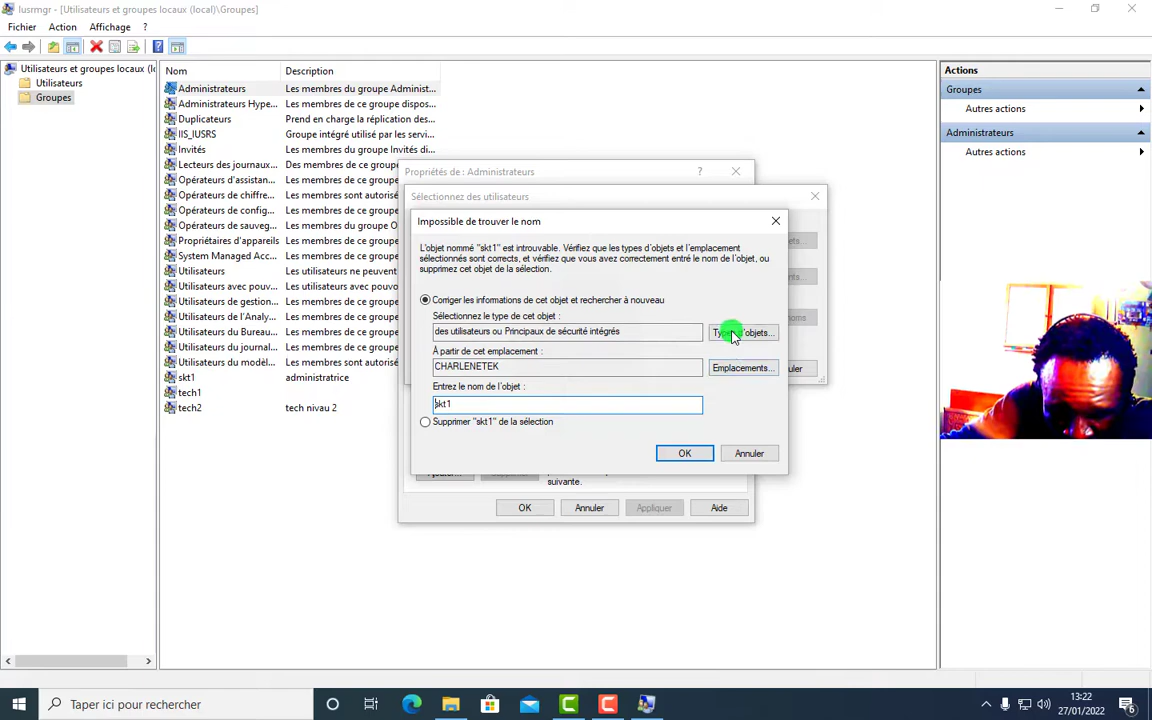 lusrmgr - [Utilisateurs et groupes locaux (local)\Groupes]
Fichier Action Affichage ?
Utilisateurs et groupes locaux (l
Utilisateurs
Groupes
Nom Description
Administrateurs Les membres du groupe Administ...
Administrateurs Hype... Les membres de ce groupe dispos...
Duplicateurs Prend en charge la réplication des...
IIS_IUSRS Groupe intégré utilisé par les servi...
Invités Les membres du groupe Invités di...
Lecteurs des journaux... Des membres de ce groupe
Opérateurs d'assistan... Les membres de ce groupe
Opérateurs de chiffre... Les membres sont autorisé
Opérateurs de config... Les membres de ce groupe
Opérateurs de sauveg... Les membres du groupe O
Propriétaires d'appareils Les membres de ce groupe
System Managed Acc... Les membres de ce groupe
Utilisateurs Les utilisateurs ne peuvent
Utilisateurs avec pouv... Les utilisateurs avec pouvoi
Utilisateurs de gestion... Les membres de ce groupe
Utilisateurs de l'Analy... Les membres de ce groupe
Utilisateurs du Bureau... Les membres de ce groupe
Utilisateurs du journal... Les membres de ce groupe
Utilisateurs du modèl... Les membres sont autorisé
skt1 administratrice
tech1
tech2 tech nivau 2
Actions
Groupes
Autres actions
Administrateurs
Autres actions
Propriétés de : Administrateurs ?
Sélectionnez des utilisateurs
Impossible de trouver le nom
L'objet nommé "skt1" est introuvable. Vérifiez que les types d'objets et l'emplacement
sélectionnés sont corrects, et vérifiez que vous avez correctement entré le nom de l'objet, ou
supprimez cet objet de la sélection.
Corriger les informations de cet objet et rechercher à nouveau
Sélectionnez le type de cet objet :
des utilisateurs ou Principaux de sécurité intégrés Types d'objets...
À partir de cet emplacement :
CHARLENETEK Emplacements...
Entrez le nom de l'objet :
skt1
Supprimer "skt1" de la sélection
OK Annuler
suivante.
OK Annuler Appliquer Aide
Taper ici pour rechercher
13:22
27/01/2022
6